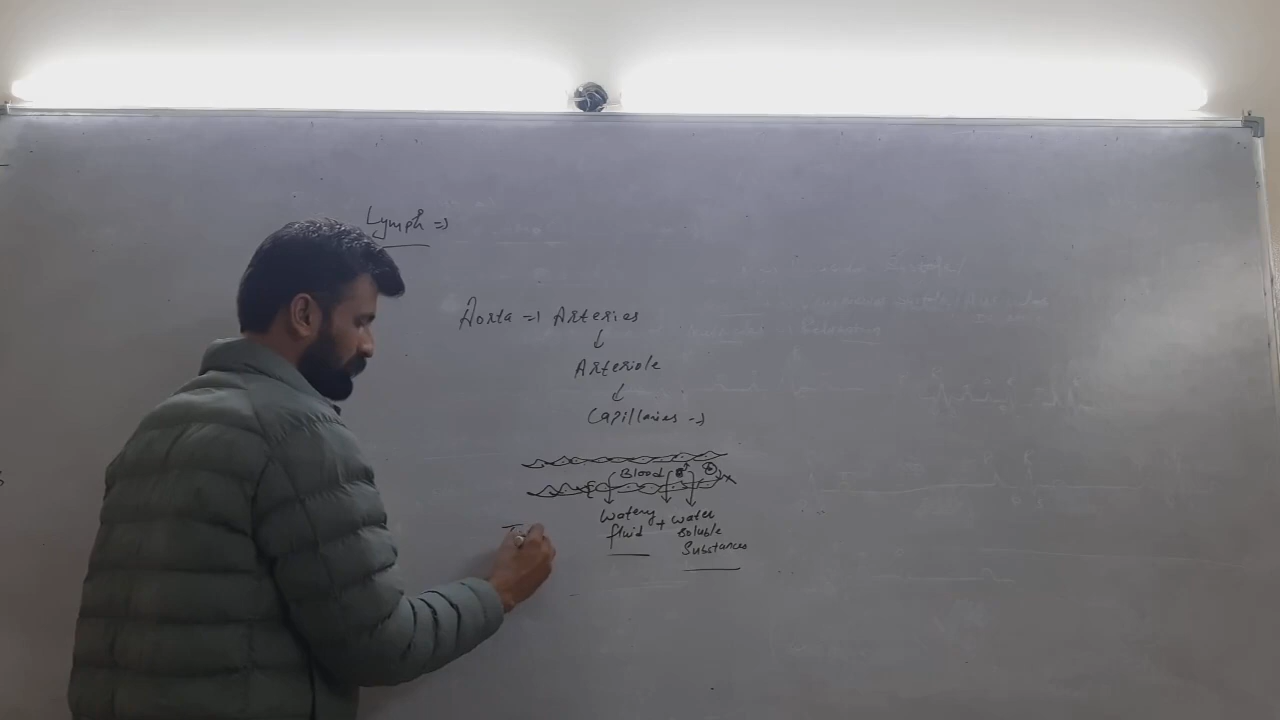 Lymph =>
Aorta => Arteries
↓
Arteriole
↓
Capillaries ->
Blood
Watery + Water
fluid soluble
Substances